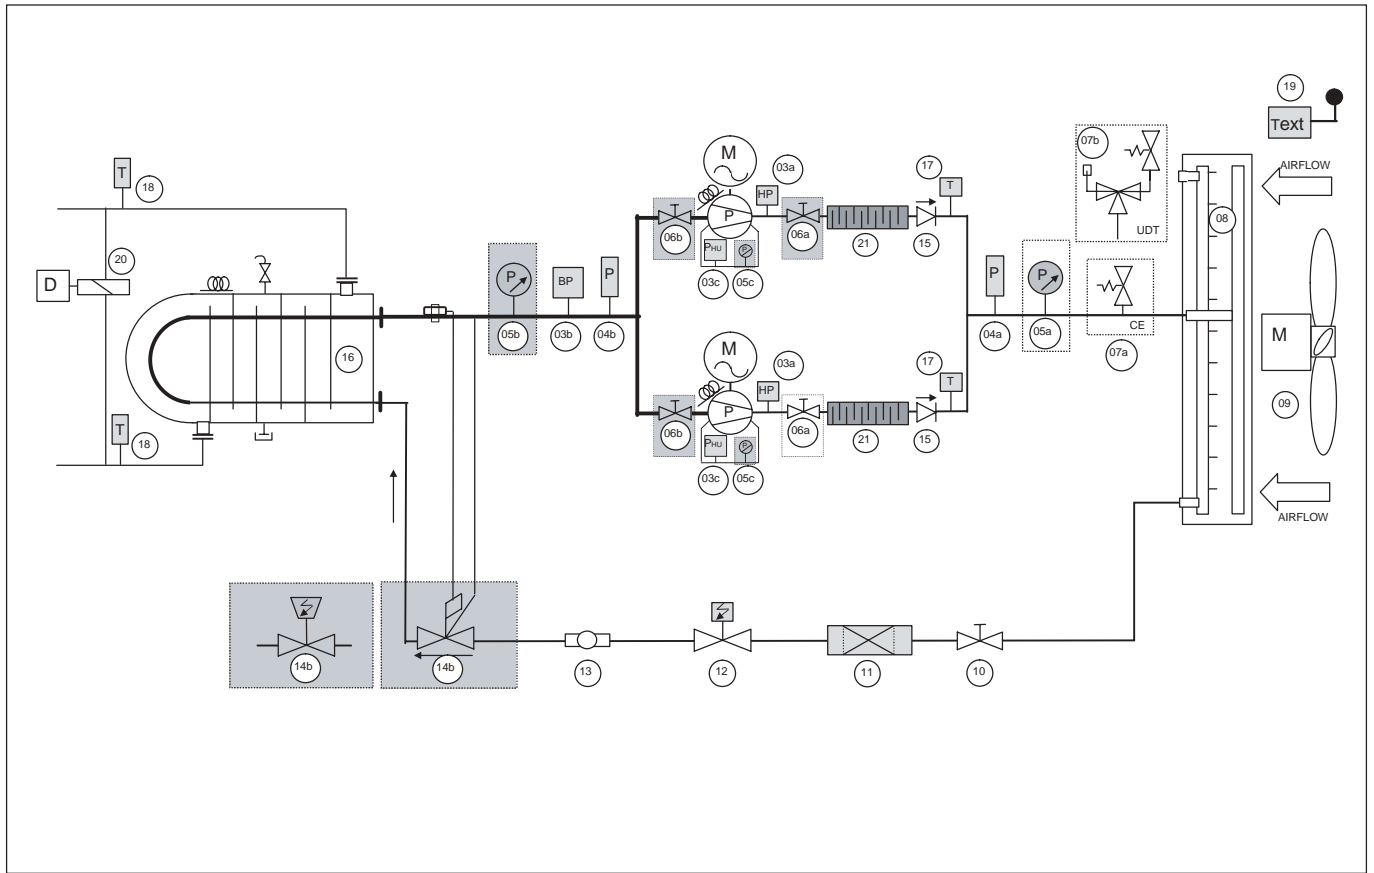 19
Text
AIRFLOW
07b
UDT
08
M
03a
17
T
18
HP
T
P
06b
06a
21
15
PHU
P
03c
05c
20
D
P
BP
P
P
P
05b
03b
04b
04a
05a
CE
07a
16
M
03a
17
HP
T
P
06b
06a
21
15
PHU
P
03c
05c
M
09
T
18
AIRFLOW
14b
14b
13
12
11
10